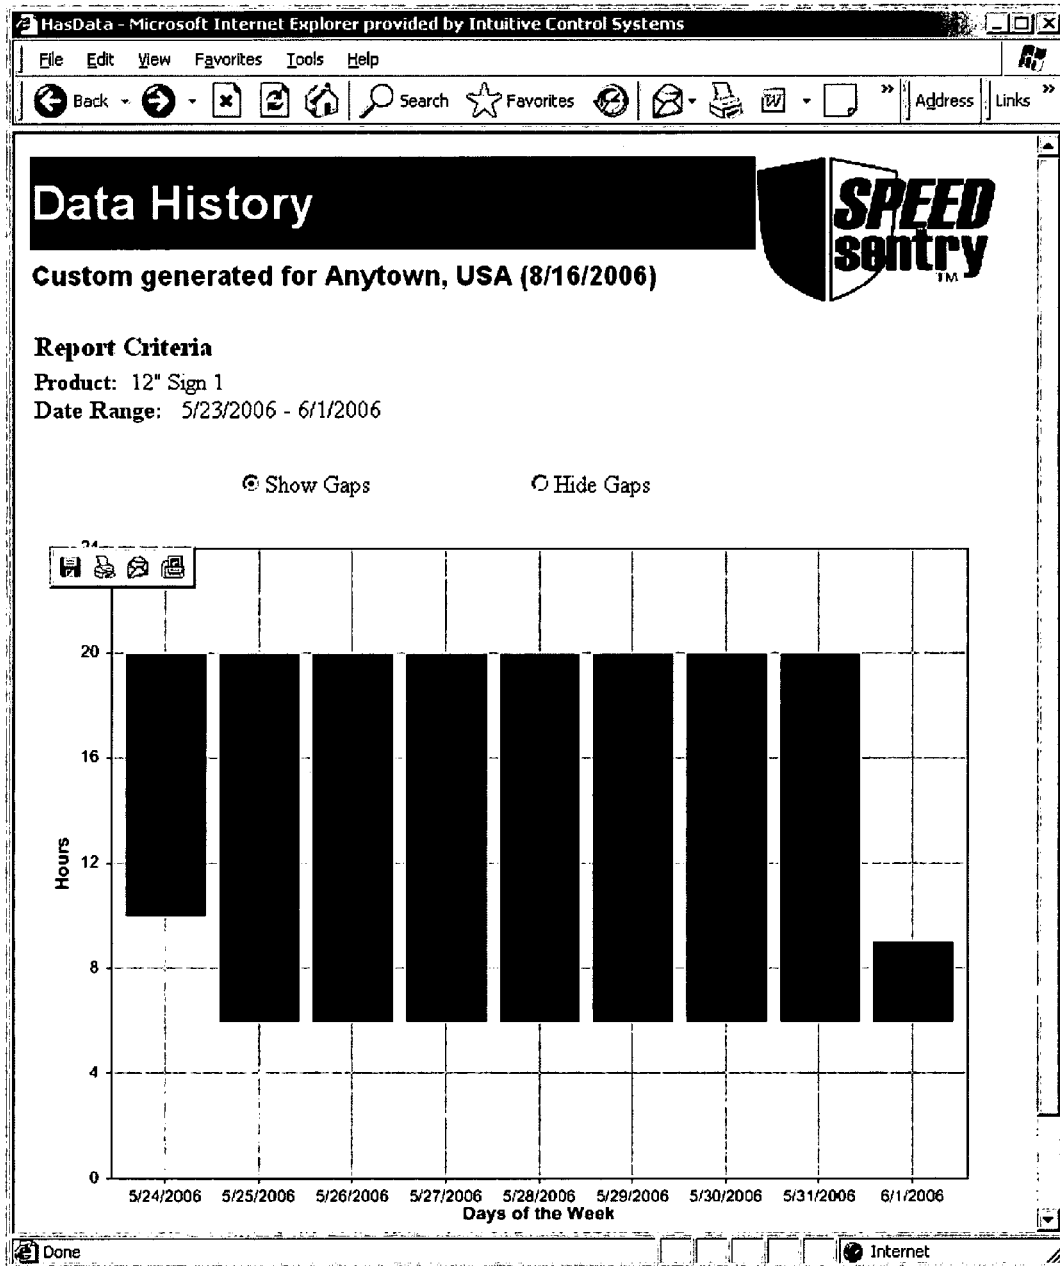 HasData - Microsoft Internet Explorer provided by Intuitive Control Systems
File Edit View Favorites Tools Help
Back Search Favorites Address Links
Data History
SPEED
sentry
TM
Custom generated for Anytown, USA (8/16/2006)
Report Criteria
Product: 12" Sign 1
Date Range: 5/23/2006 - 6/1/2006
Show Gaps Hide Gaps
24
20
16
12
8
4
0
Hours
5/24/2006 5/25/2006 5/26/2006 5/27/2006 5/28/2006 5/29/2006 5/30/2006 5/31/2006 6/1/2006
Days of the Week
Done Internet